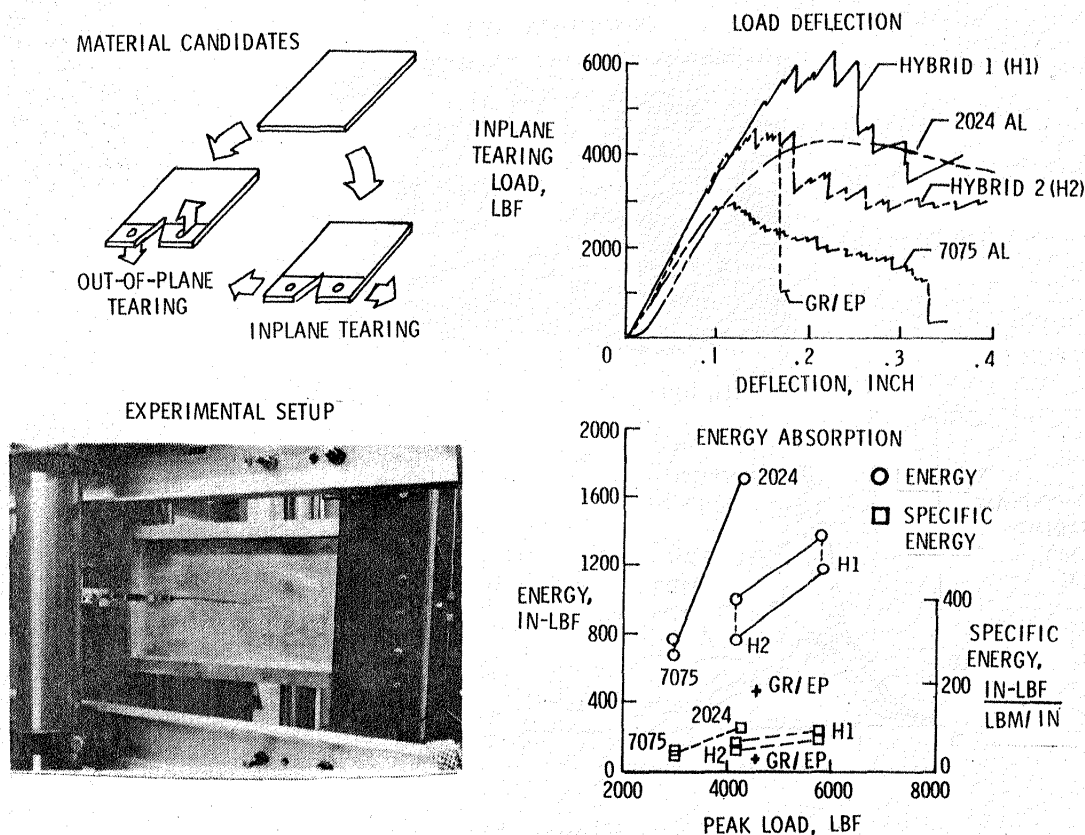 MATERIAL CANDIDATES
OUT-OF-PLANE
TEARING
INPLANE TEARING
LOAD DEFLECTION
INPLANE
TEARING
LOAD,
LBF
6000
4000
2000
0
.1
.2
.3
.4
DEFLECTION, INCH
HYBRID 1 (H1)
2024 AL
HYBRID 2 (H2)
7075 AL
GR/EP
EXPERIMENTAL SETUP
ENERGY ABSORPTION
ENERGY,
IN-LBF
2000
1600
1200
800
400
0
2024
ENERGY
SPECIFIC
ENERGY
H1
H2
7075
GR/EP
2024
7075
H1
H2
GR/EP
400
200
0
SPECIFIC
ENERGY,
IN-LBF
LBM/IN
2000
4000
6000
8000
PEAK LOAD, LBF